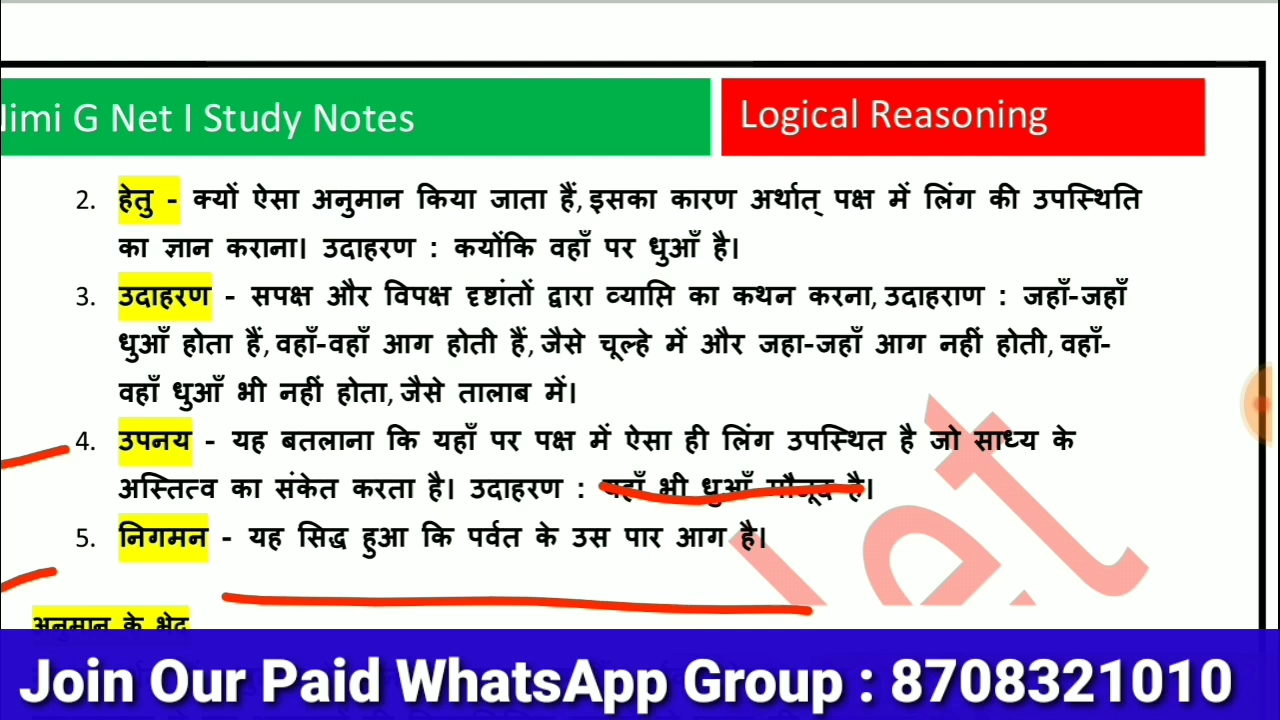 Nimi G Net I Study Notes
Logical Reasoning
2. हेतु - क्यों ऐसा अनुमान किया जाता हैं, इसका कारण अर्थात् पक्ष में लिंग की उपस्थिति
का ज्ञान कराना। उदाहरण : कयोंकि वहाँ पर धुआँ है।
3. उदाहरण - सपक्ष और विपक्ष दृष्टांतों द्वारा व्याप्ति का कथन करना, उदाहराण : जहाँ-जहाँ
धुआँ होता हैं, वहाँ-वहाँ आग होती हैं, जैसे चूल्हे में और जहा-जहाँ आग नहीं होती, वहाँ-
वहाँ धुआँ भी नहीं होता, जैसे तालाब में।
4. उपनय - यह बतलाना कि यहाँ पर पक्ष में ऐसा ही लिंग उपस्थित है जो साध्य के
अस्तित्व का संकेत करता है। उदाहरण : यहाँ भी धुआँ मौजूद है।
5. निगमन - यह सिद्ध हुआ कि पर्वत के उस पार आग है।
अनुमान के भेद
Join Our Paid WhatsApp Group : 8708321010